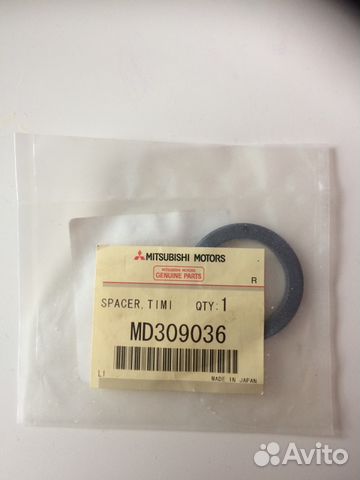 MITSUBISHI MOTORS
MITSUBISHI MOTORS
GENUINE PARTS
R
SPACER, TIMI QTY:1
MD309036
L1
MADE IN JAPAN
Avito